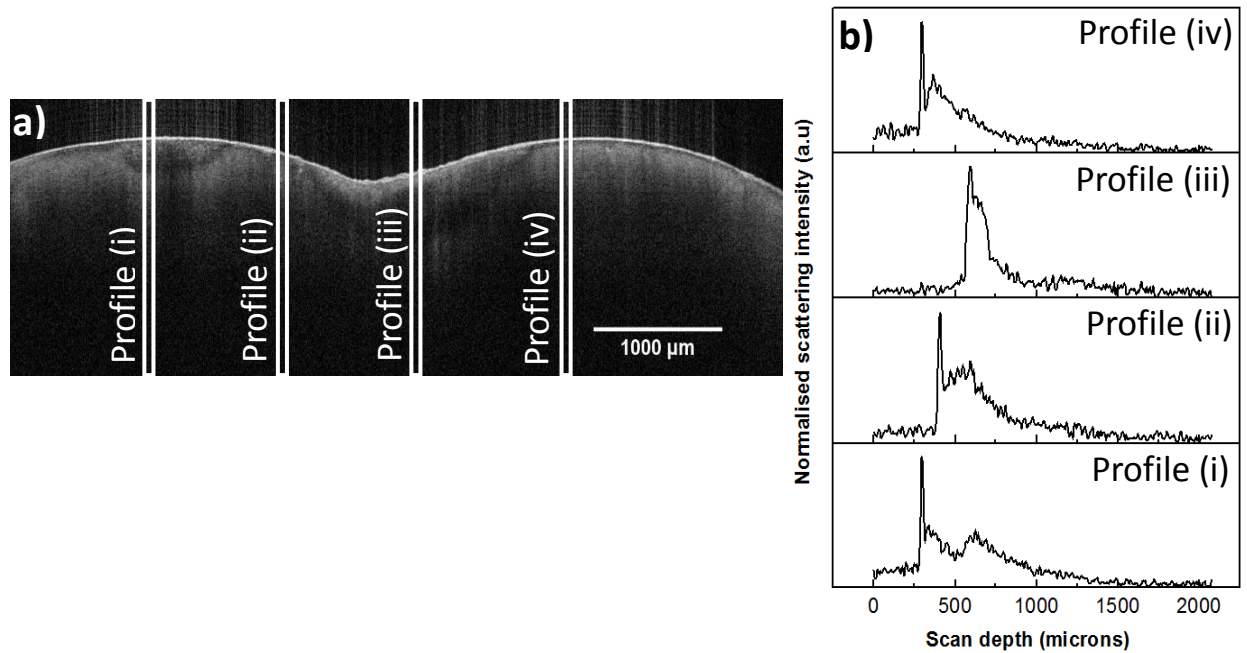 a)
Profile (i)
Profile (ii)
Profile (iii)
Profile (iv)
1000 µm
b)
Profile (iv)
Profile (iii)
Profile (ii)
Profile (i)
Normalised scattering intensity (a.u)
0 500 1000 1500 2000
Scan depth (microns)